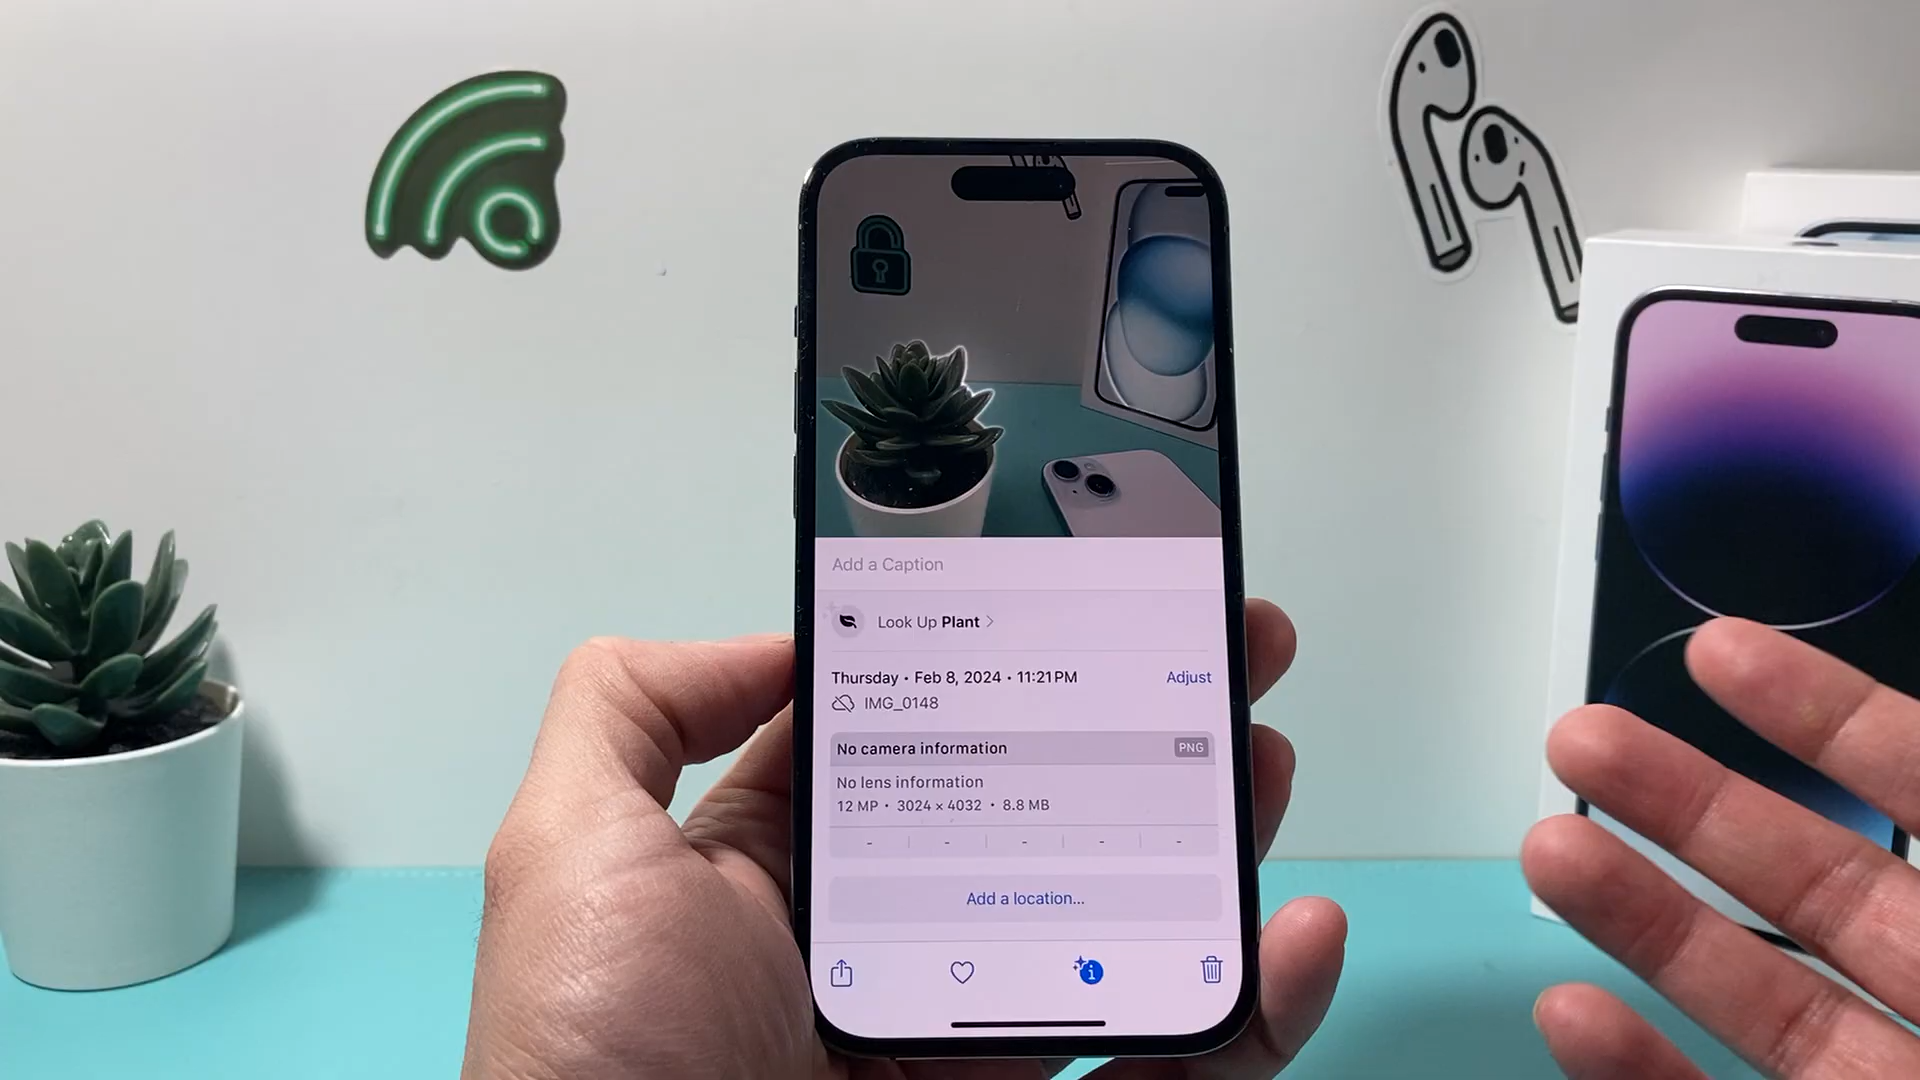 Add a Caption
Look Up Plant
Thursday • Feb 8, 2024 • 11:21 PM
Adjust
IMG_0148
No camera information
PNG
No lens information
12 MP • 3024 × 4032 • 8.8 MB
- - - - -
Add a location...